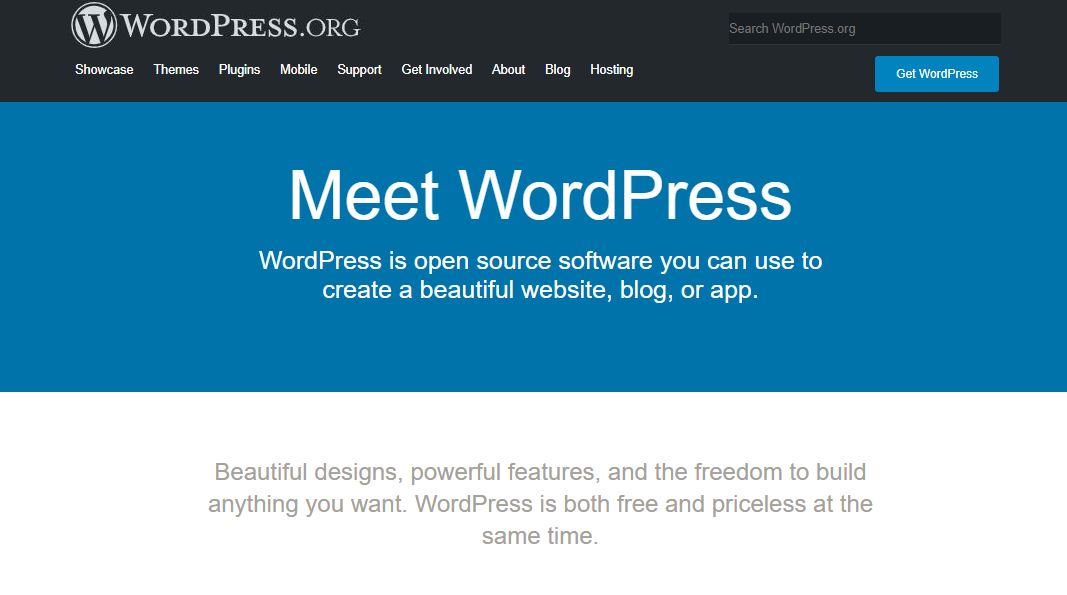 WORDPRESS.ORG
Search WordPress.org
Showcase Themes Plugins Mobile Support Get Involved About Blog Hosting
Get WordPress
Meet WordPress
WordPress is open source software you can use to
create a beautiful website, blog, or app.
Beautiful designs, powerful features, and the freedom to build
anything you want. WordPress is both free and priceless at the
same time.